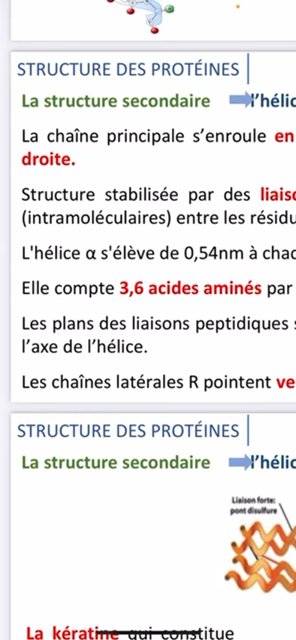 STRUCTURE DES PROTÉINES
La structure secondaire l'hélic
La chaîne principale s'enroule en
droite.
Structure stabilisée par des liaiso
(intramoléculaires) entre les résidu
L'hélice α s'élève de 0,54nm à chac
Elle compte 3,6 acides aminés par
Les plans des liaisons peptidiques s
l'axe de l'hélice.
Les chaînes latérales R pointent ve
STRUCTURE DES PROTÉINES
La structure secondaire l'hélic
Liaison forte:
pont disulfure
La kératine qui constitue